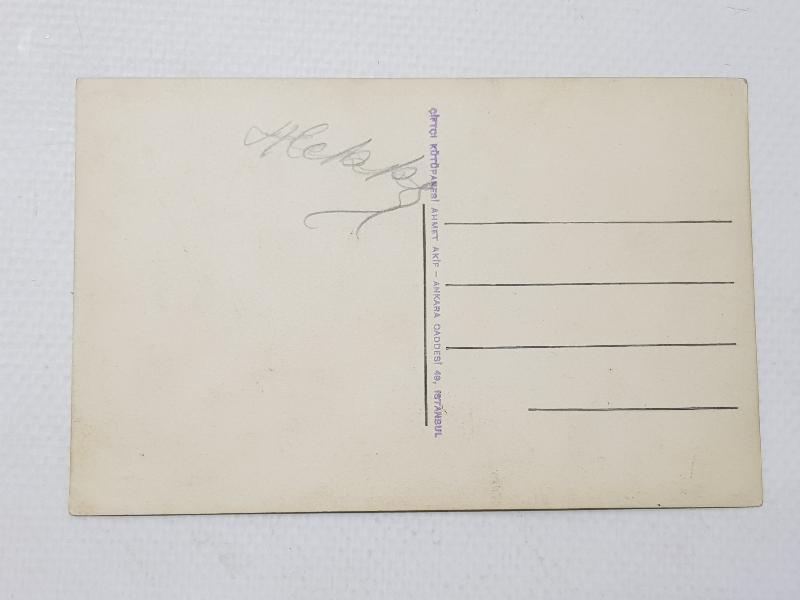 ÇİFTÇI KÜTÜPANESİ AHMET AKİF – ANKARA CADDESİ 49, İSTANBUL